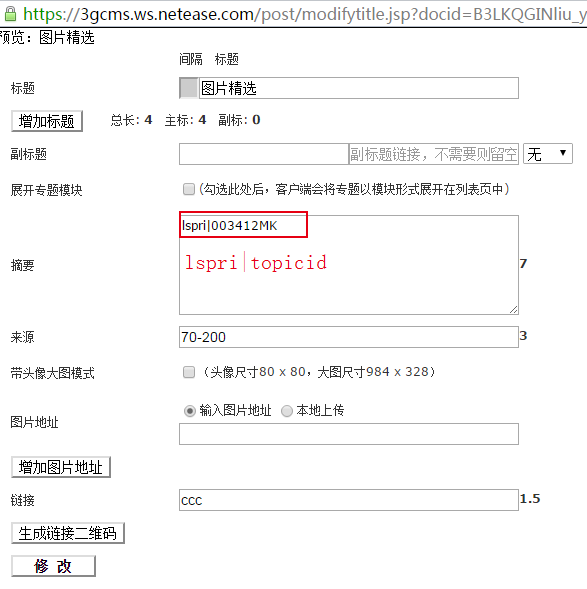 https://3gcms.ws.netease.com/post/modifytitle.jsp?docid=B3LKQGINliu_y
预览：图片精选
间隔 标题
标题 图片精选
增加标题 总长: 4 主标: 4 副标: 0
副标题 副标题链接，不需要则留空 无
展开专题模块 (勾选此处后，客户端会将专题以模块形式展开在列表页中)
lspri|003412MK
lspri|topicid
摘要 7
来源 70-200 3
带头像大图模式 （头像尺寸80 x 80，大图尺寸984 x 328）
输入图片地址 本地上传
图片地址
增加图片地址
链接 ccc 1.5
生成链接二维码
修 改